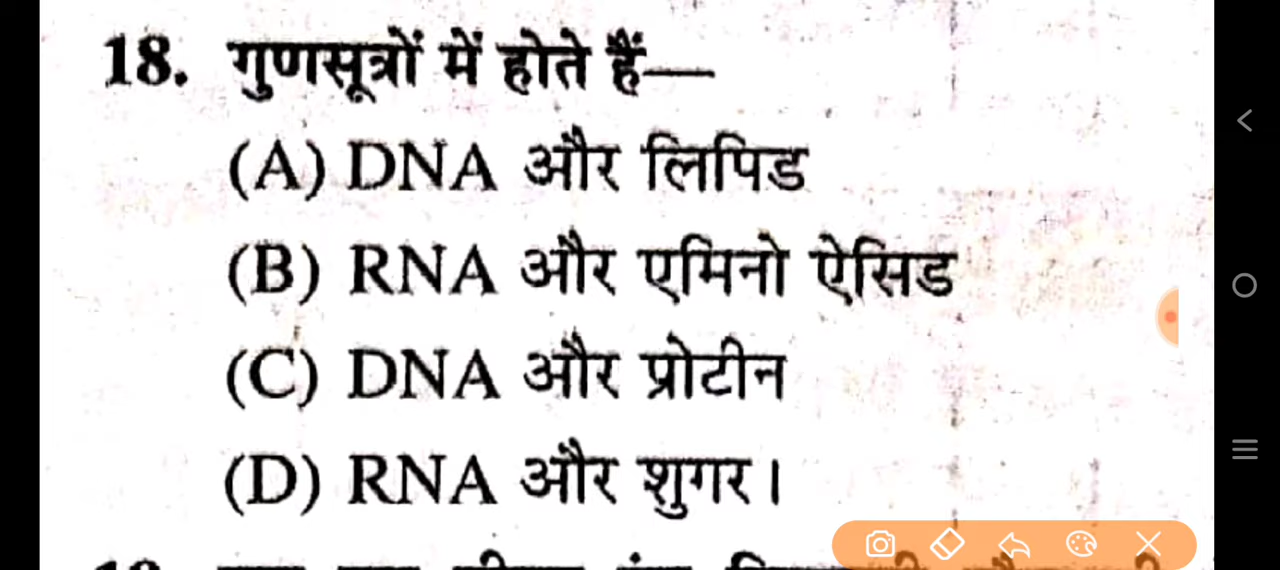 18. गुणसूत्रों में होते हैं—
(A) DNA और लिपिड
(B) RNA और एमिनो ऐसिड
(C) DNA और प्रोटीन
(D) RNA और शुगर।